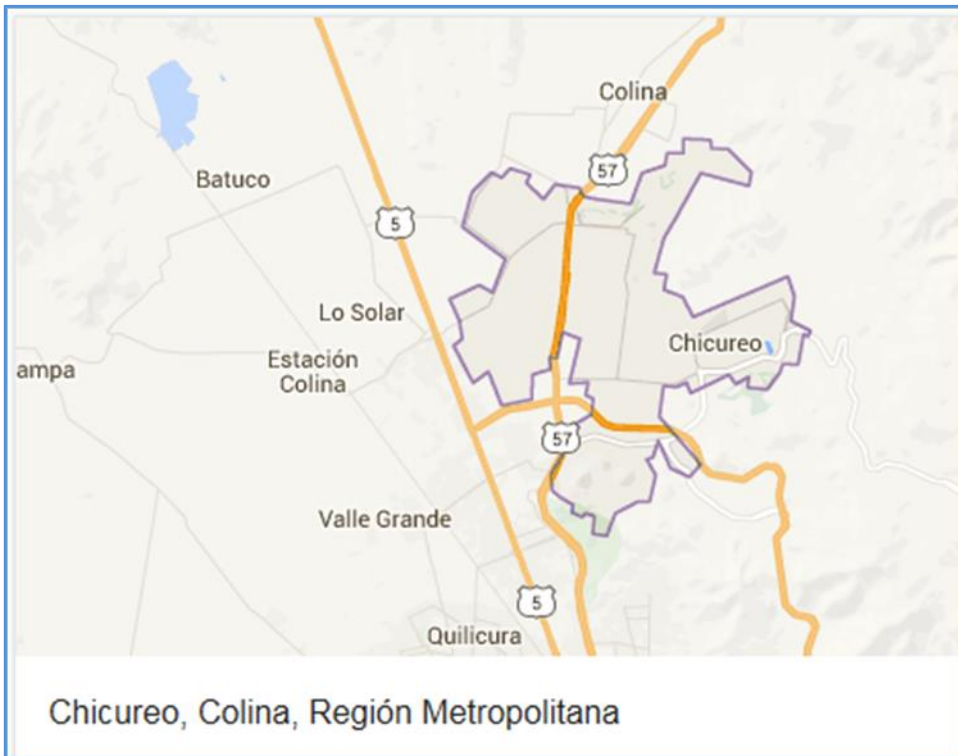 Colina
57
Batuco
5
Lo Solar
Chicureo
Estación
Colina
ampa
57
Valle Grande
5
Quilicura
Chicureo, Colina, Región Metropolitana